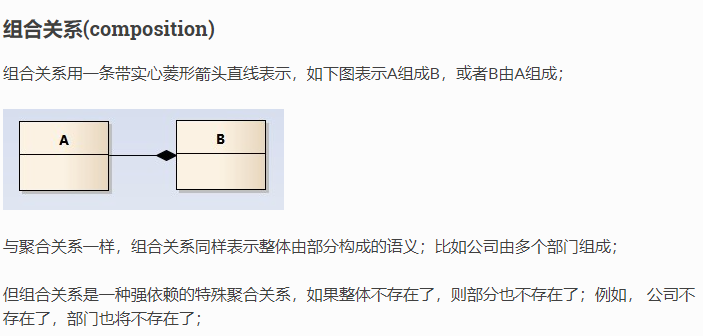 组合关系(composition)
组合关系用一条带实心菱形箭头直线表示，如下图表示A组成B，或者B由A组成；
A
B
与聚合关系一样，组合关系同样表示整体由部分构成的语义；比如公司由多个部门组成；
但组合关系是一种强依赖的特殊聚合关系，如果整体不存在了，则部分也不存在了；例如， 公司不
存在了，部门也将不存在了；